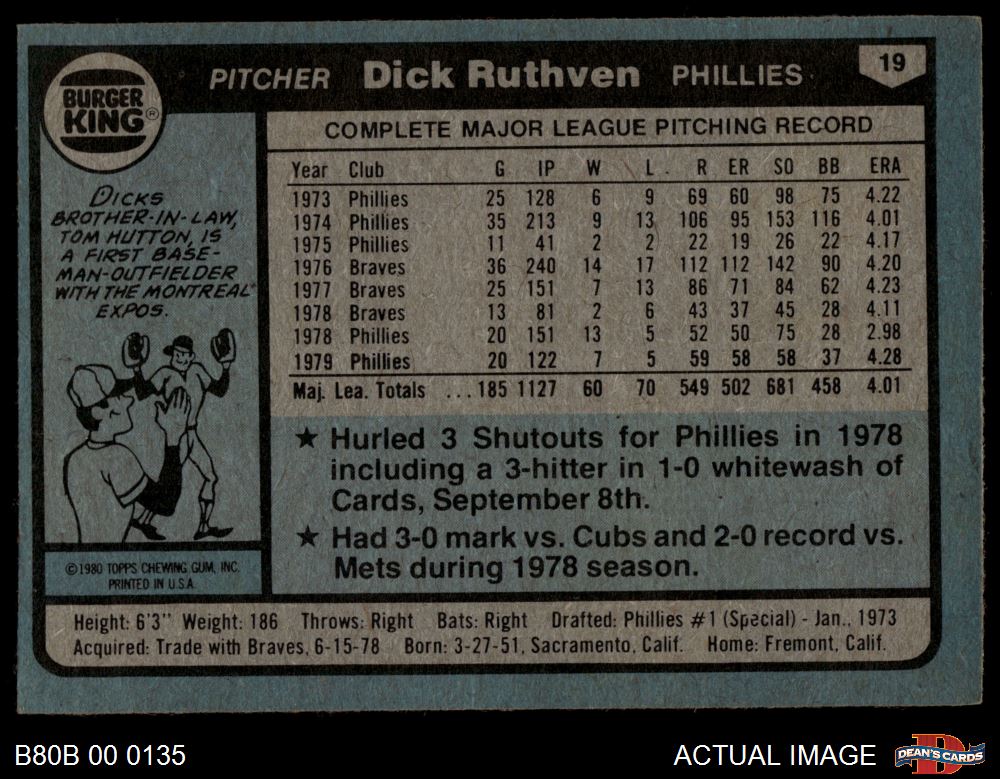 BURGER
KING®
PITCHER Dick Ruthven PHILLIES
19
COMPLETE MAJOR LEAGUE PITCHING RECORD
Year Club G IP W L R ER SO BB ERA
1973 Phillies 25 128 6 9 69 60 98 75 4.22
1974 Phillies 35 213 9 13 106 95 153 116 4.01
1975 Phillies 11 41 2 2 22 19 26 22 4.17
1976 Braves 36 240 14 17 112 112 142 90 4.20
1977 Braves 25 151 7 13 86 71 84 62 4.23
1978 Braves 13 81 2 6 43 37 45 28 4.11
1978 Phillies 20 151 13 5 52 50 75 28 2.98
1979 Phillies 20 122 7 5 59 58 58 37 4.28
Maj. Lea. Totals ...185 1127 60 70 549 502 681 458 4.01
DICKS
BROTHER-IN-LAW,
TOM HUTTON, IS
A FIRST BASE-
MAN-OUTFIELDER
WITH THE MONTREAL
EXPOS.
★ Hurled 3 Shutouts for Phillies in 1978
including a 3-hitter in 1-0 whitewash of
Cards, September 8th.
★ Had 3-0 mark vs. Cubs and 2-0 record vs.
Mets during 1978 season.
©1980 TOPPS CHEWING GUM, INC.
PRINTED IN U.S.A.
Height: 6'3" Weight: 186 Throws: Right Bats: Right Drafted: Phillies #1 (Special) - Jan., 1973
Acquired: Trade with Braves, 6-15-78 Born: 3-27-51, Sacramento, Calif. Home: Fremont, Calif.
B80B 00 0135
ACTUAL IMAGE
D
DEAN'S CARDS